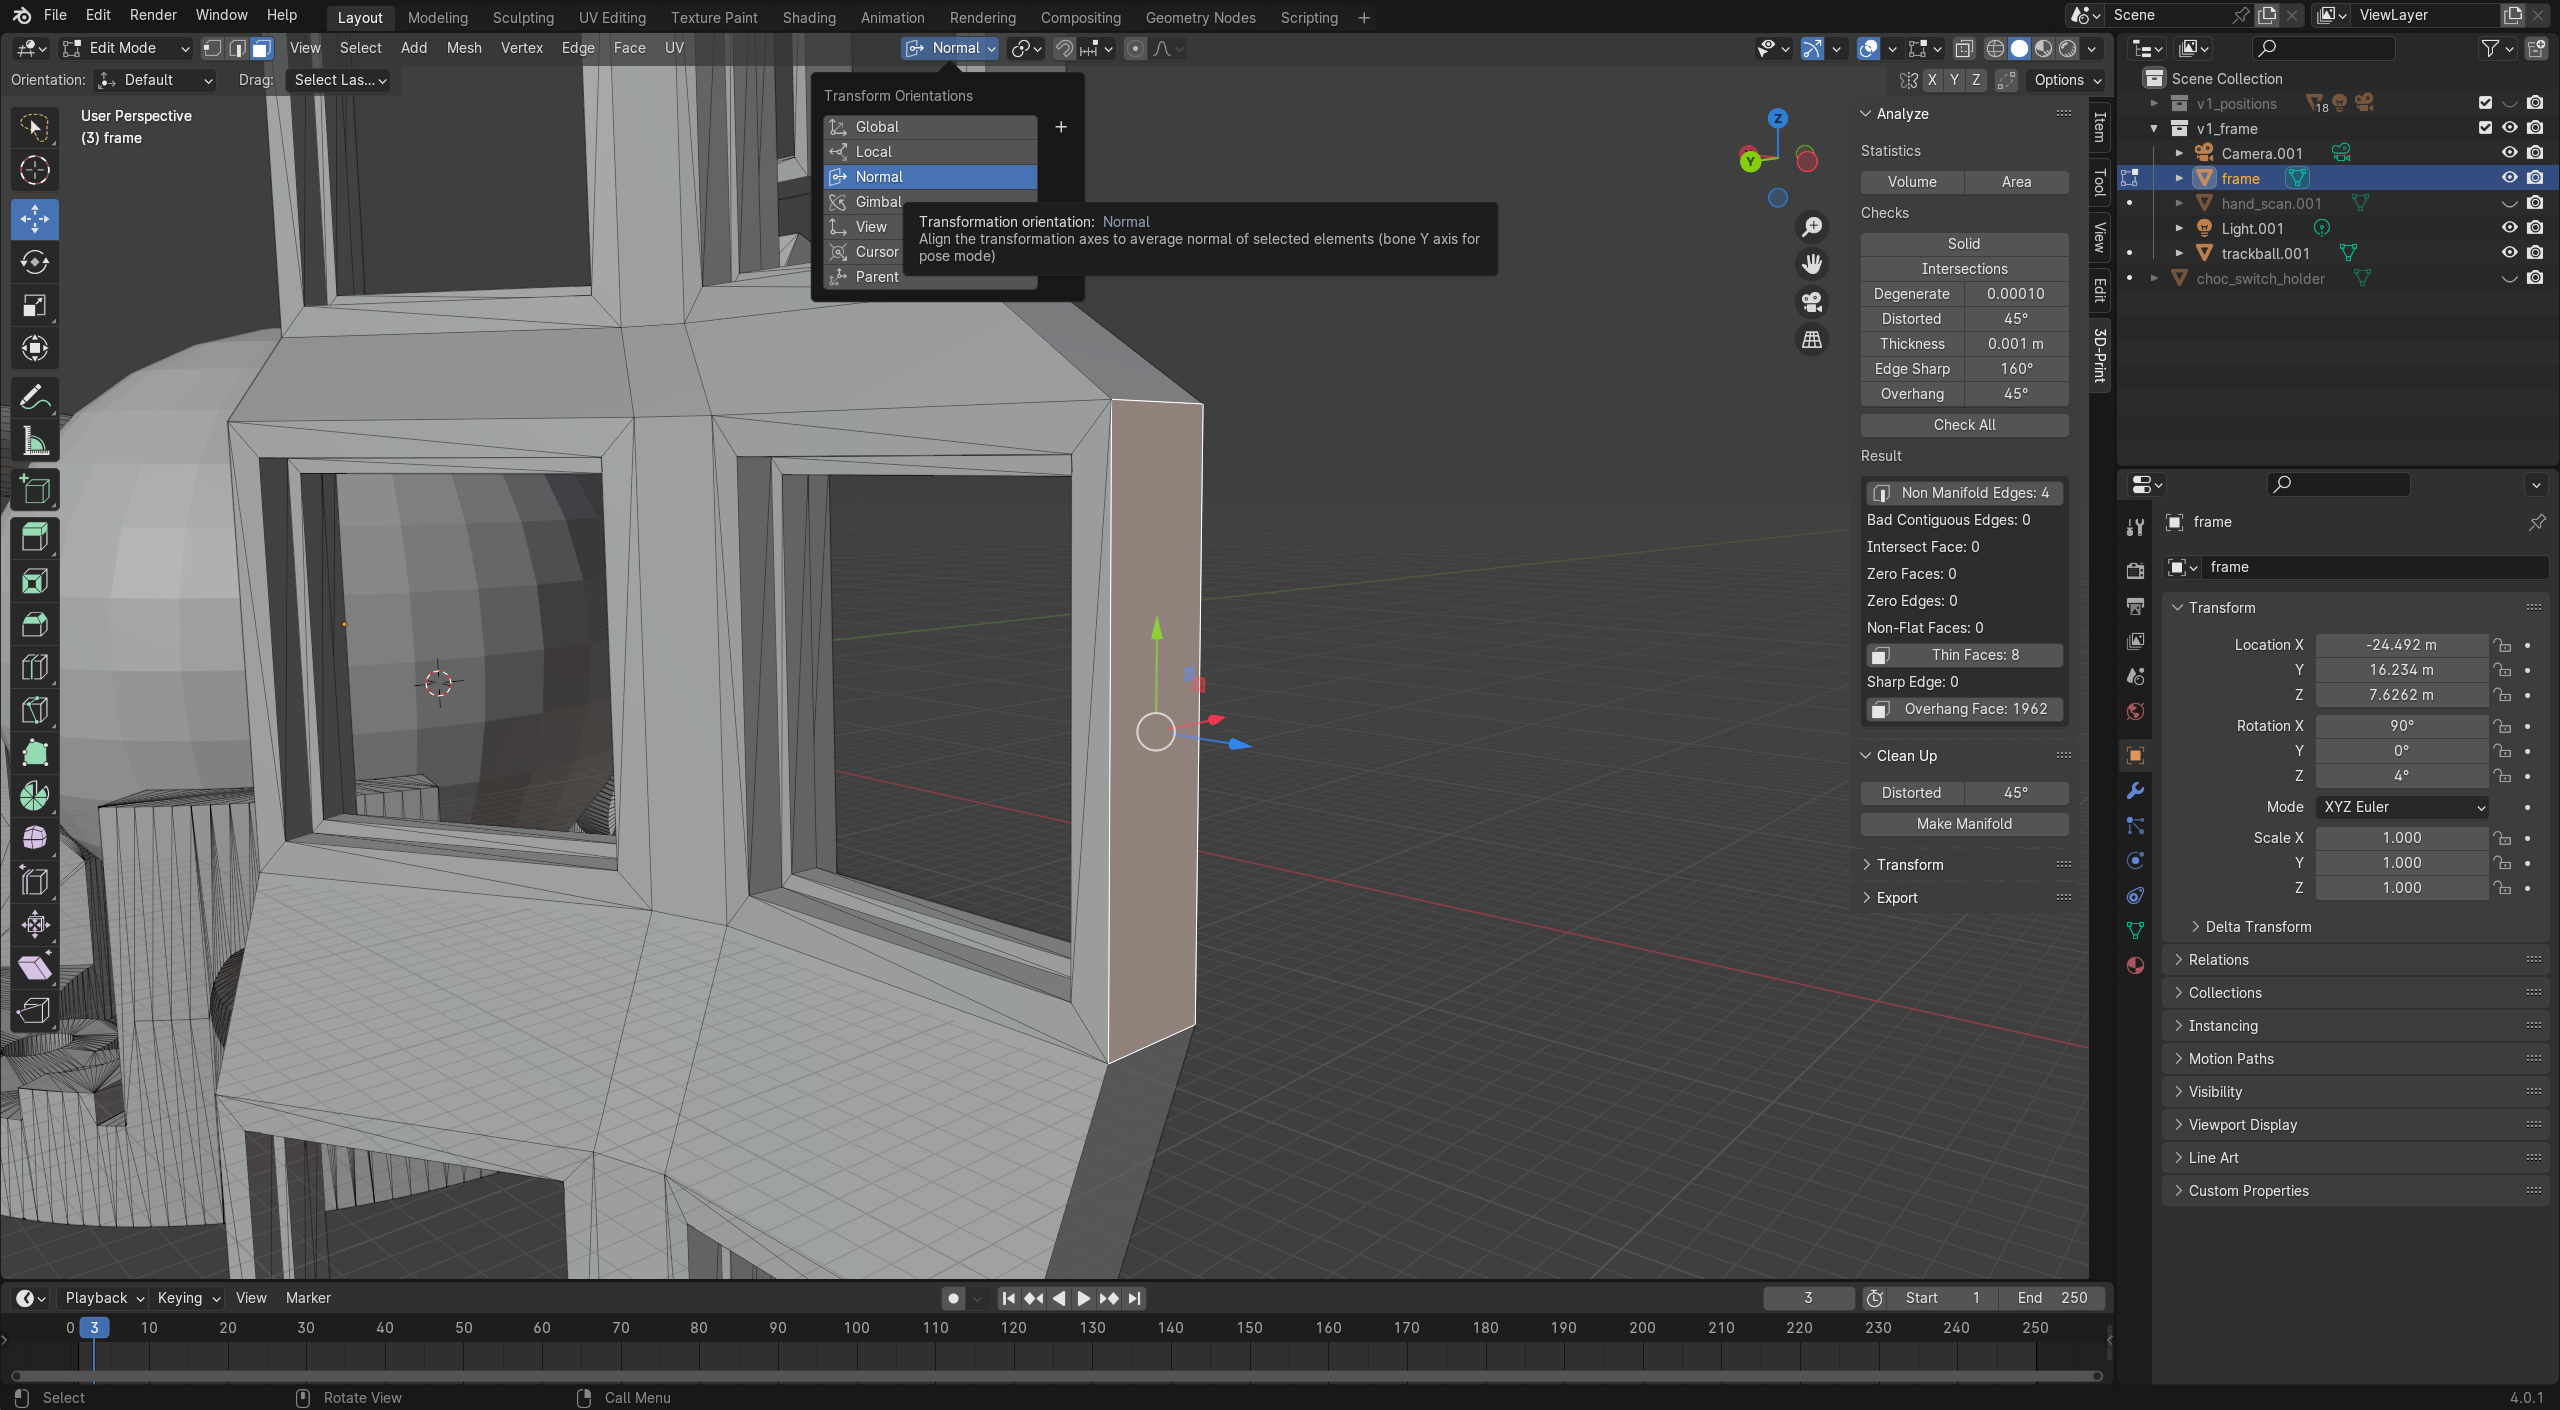 File Edit Render Window Help Layout Modeling Sculpting UV Editing Texture Paint Shading Animation Rendering Compositing Geometry Nodes Scripting + Scene ViewLayer
Edit Mode View Select Add Mesh Vertex Edge Face UV Normal
Orientation: Default Drag: Select Las... X Y Z Options
User Perspective
(3) frame
Transform Orientations
Global
Local
Normal
Gimbal
View
Cursor
Parent
Transformation orientation: Normal
Align the transformation axes to average normal of selected elements (bone Y axis for
pose mode)
Z
Y
Analyze
Statistics
Volume Area
Checks
Solid
Intersections
Degenerate 0.00010
Distorted 45°
Thickness 0.001 m
Edge Sharp 160°
Overhang 45°
Check All
Result
Non Manifold Edges: 4
Bad Contiguous Edges: 0
Intersect Face: 0
Zero Faces: 0
Zero Edges: 0
Non-Flat Faces: 0
Thin Faces: 8
Sharp Edge: 0
Overhang Face: 1962
Clean Up
Distorted 45°
Make Manifold
Transform
Export
Item
Tool
View
Edit
3D-Print
Scene Collection
v1_positions 18
v1_frame
Camera.001
frame
hand_scan.001
Light.001
trackball.001
choc_switch_holder
frame
frame
Transform
Location X -24.492 m
Y 16.234 m
Z 7.6262 m
Rotation X 90°
Y 0°
Z 4°
Mode XYZ Euler
Scale X 1.000
Y 1.000
Z 1.000
Delta Transform
Relations
Collections
Instancing
Motion Paths
Visibility
Viewport Display
Line Art
Custom Properties
Playback Keying View Marker 3 Start 1 End 250
0 3 10 20 30 40 50 60 70 80 90 100 110 120 130 140 150 160 170 180 190 200 210 220 230 240 250
Select Rotate View Call Menu 4.0.1